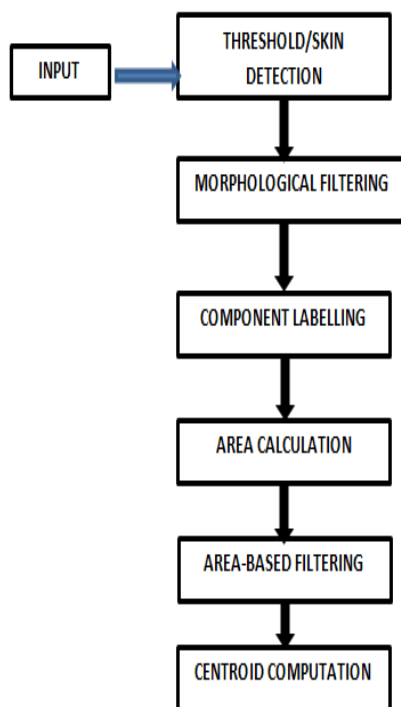 INPUT
THRESHOLD/SKIN
DETECTION
MORPHOLOGICAL FILTERING
COMPONENT LABELLING
AREA CALCULATION
AREA-BASED FILTERING
CENTROID COMPUTATION